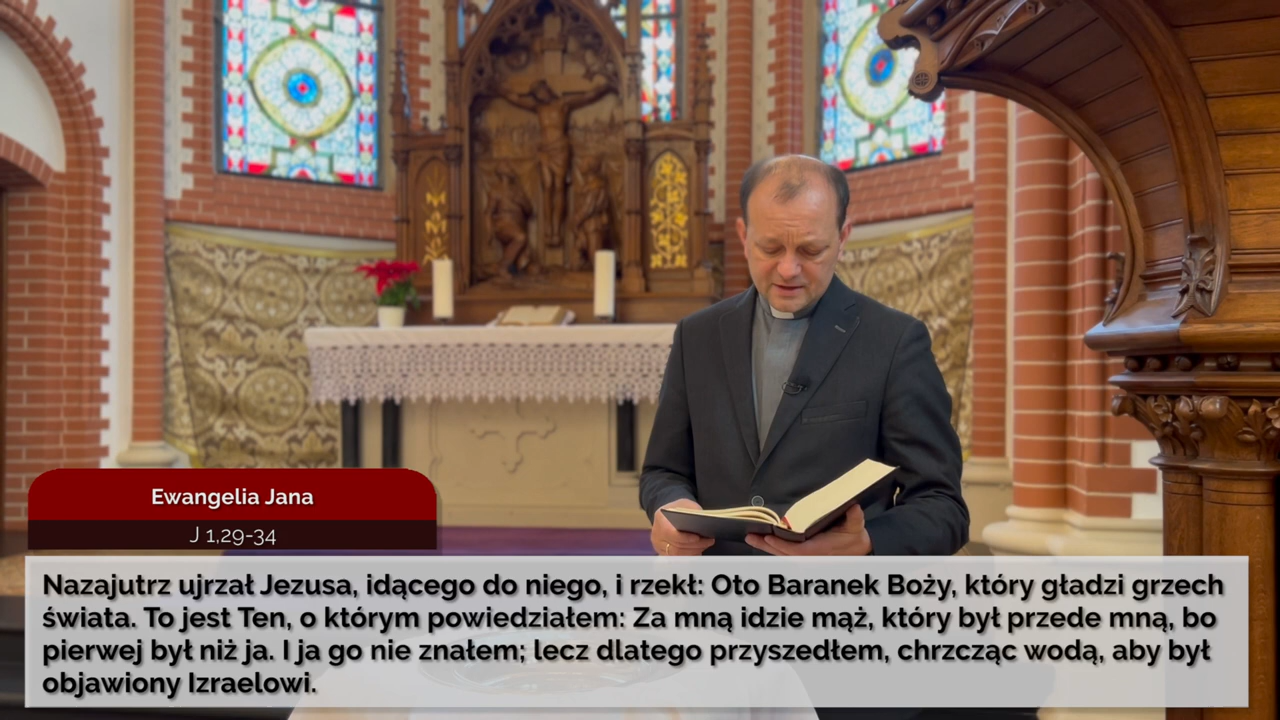 Ewangelia Jana
J 1,29-34
Nazajutrz ujrzał Jezusa, idącego do niego, i rzekł: Oto Baranek Boży, który gładzi grzech
świata. To jest Ten, o którym powiedziałem: Za mną idzie mąż, który był przede mną, bo
pierwej był niż ja. I ja go nie znałem; lecz dlatego przyszedłem, chrzcząc wodą, aby był
objawiony Izraelowi.